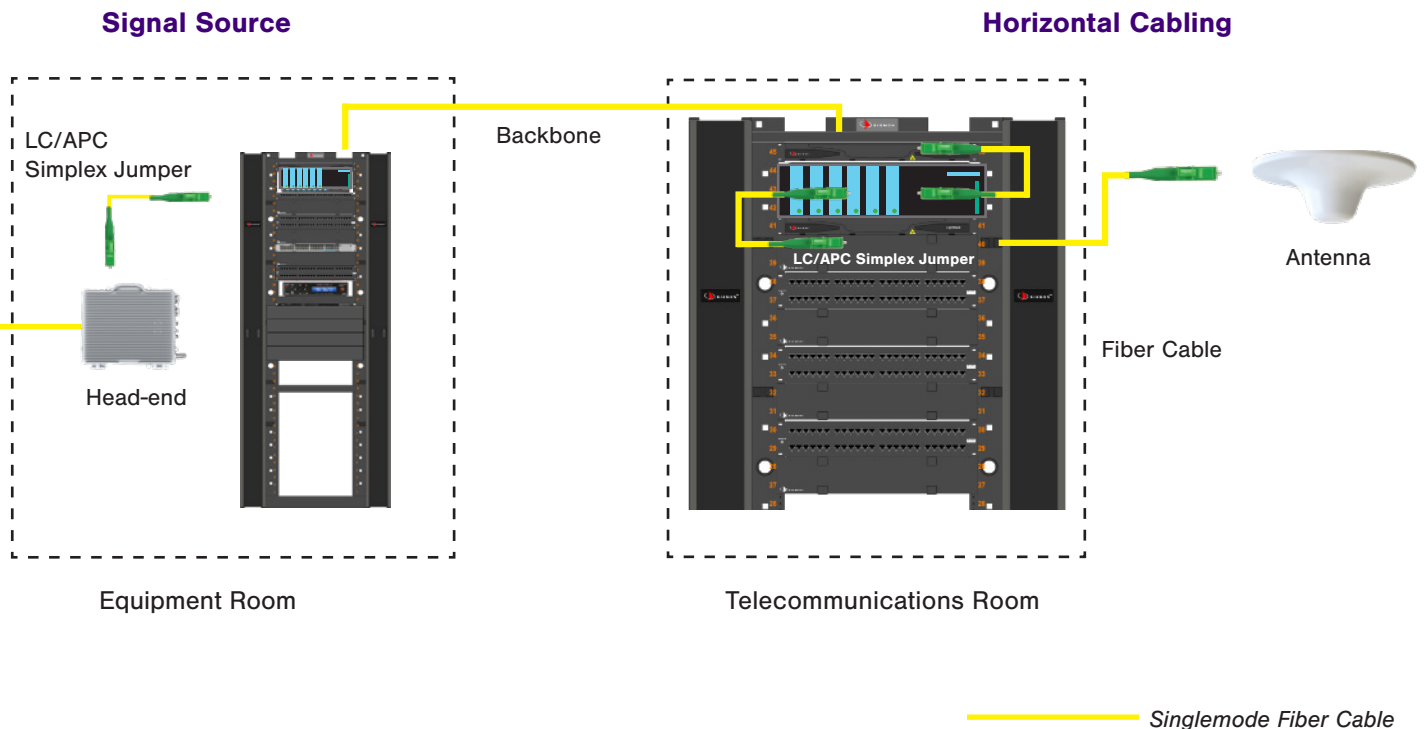 Signal Source
Horizontal Cabling
LC/APC
Simplex Jumper
Backbone
Head-end
LC/APC Simplex Jumper
Antenna
Fiber Cable
Equipment Room
Telecommunications Room
Singlemode Fiber Cable